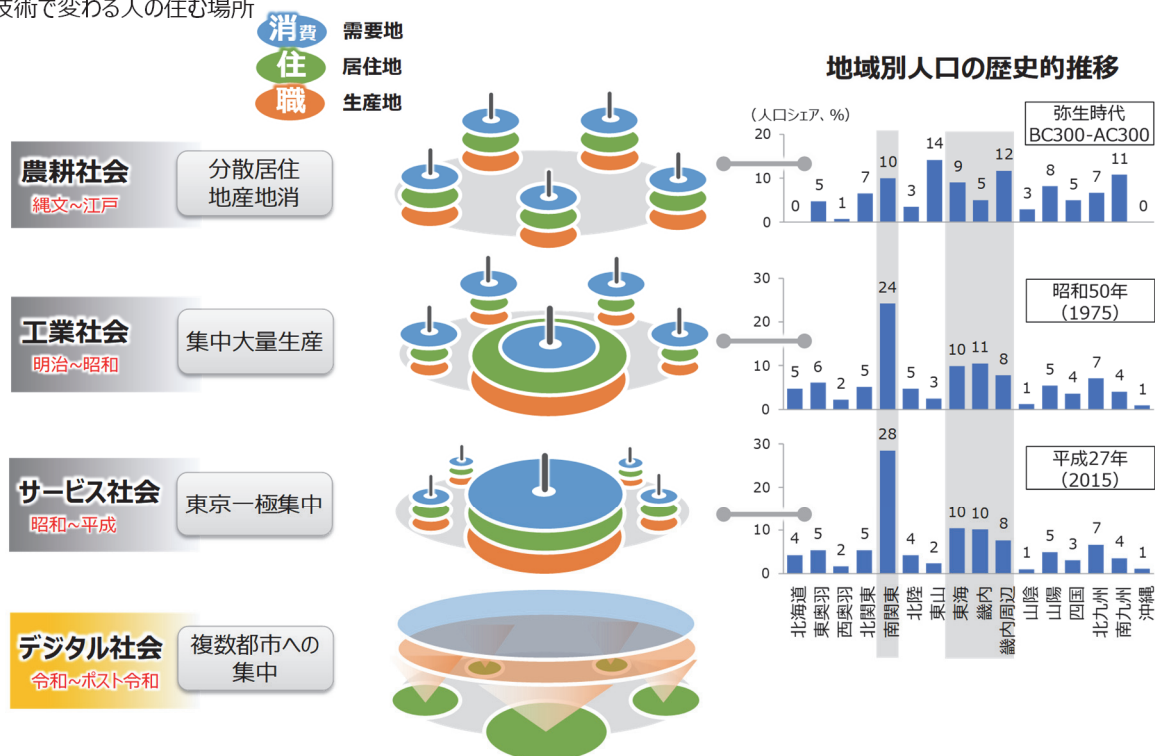 技術で変わる人の住む場所
消費 需要地
住 居住地
職 生産地
農耕社会
縄文~江戸
分散居住
地産地消
工業社会
明治~昭和
集中大量生産
サービス社会
昭和~平成
東京一極集中
デジタル社会
令和~ポスト令和
複数都市への
集中
地域別人口の歴史的推移
(人口シェア、%)
弥生時代
BC300-AC300
20
10
0
0 5 1 7 10 3 14 9 5 12 3 8 5 7 11 0
昭和50年
(1975)
30
20
10
0
5 6 2 5 24 5 3 10 11 8 1 5 4 7 4 1
平成27年
(2015)
30
20
10
0
4 5 2 5 28 4 2 10 10 8 1 5 3 7 4 1
北海道
東奥羽
西奥羽
北関東
南関東
北陸
東山
東海
畿内
畿内周辺
山陰
山陽
四国
北九州
南九州
沖縄